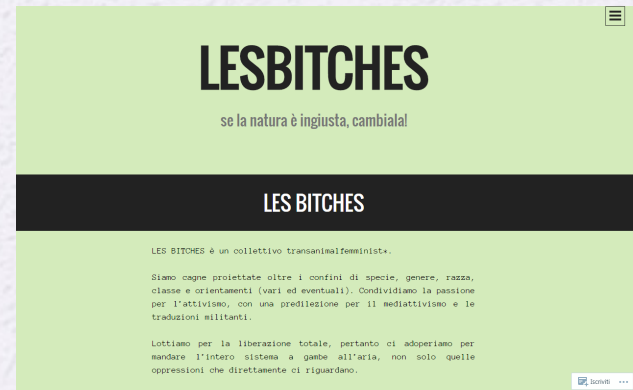 LESBITCHES
se la natura è ingiusta, cambiala!
LES BITCHES
LES BITCHES è un collettivo transanimalfemminist*.
Siamo cagne proiettate oltre i confini di specie, genere, razza,
classe e orientamenti (vari ed eventuali). Condividiamo la passione
per l'attivismo, con una predilezione per il mediattivismo e le
traduzioni militanti.
Lottiamo per la liberazione totale, pertanto ci adoperiamo per
mandare l'intero sistema a gambe all'aria, non solo quelle
oppressioni che direttamente ci riguardano.
Iscriviti